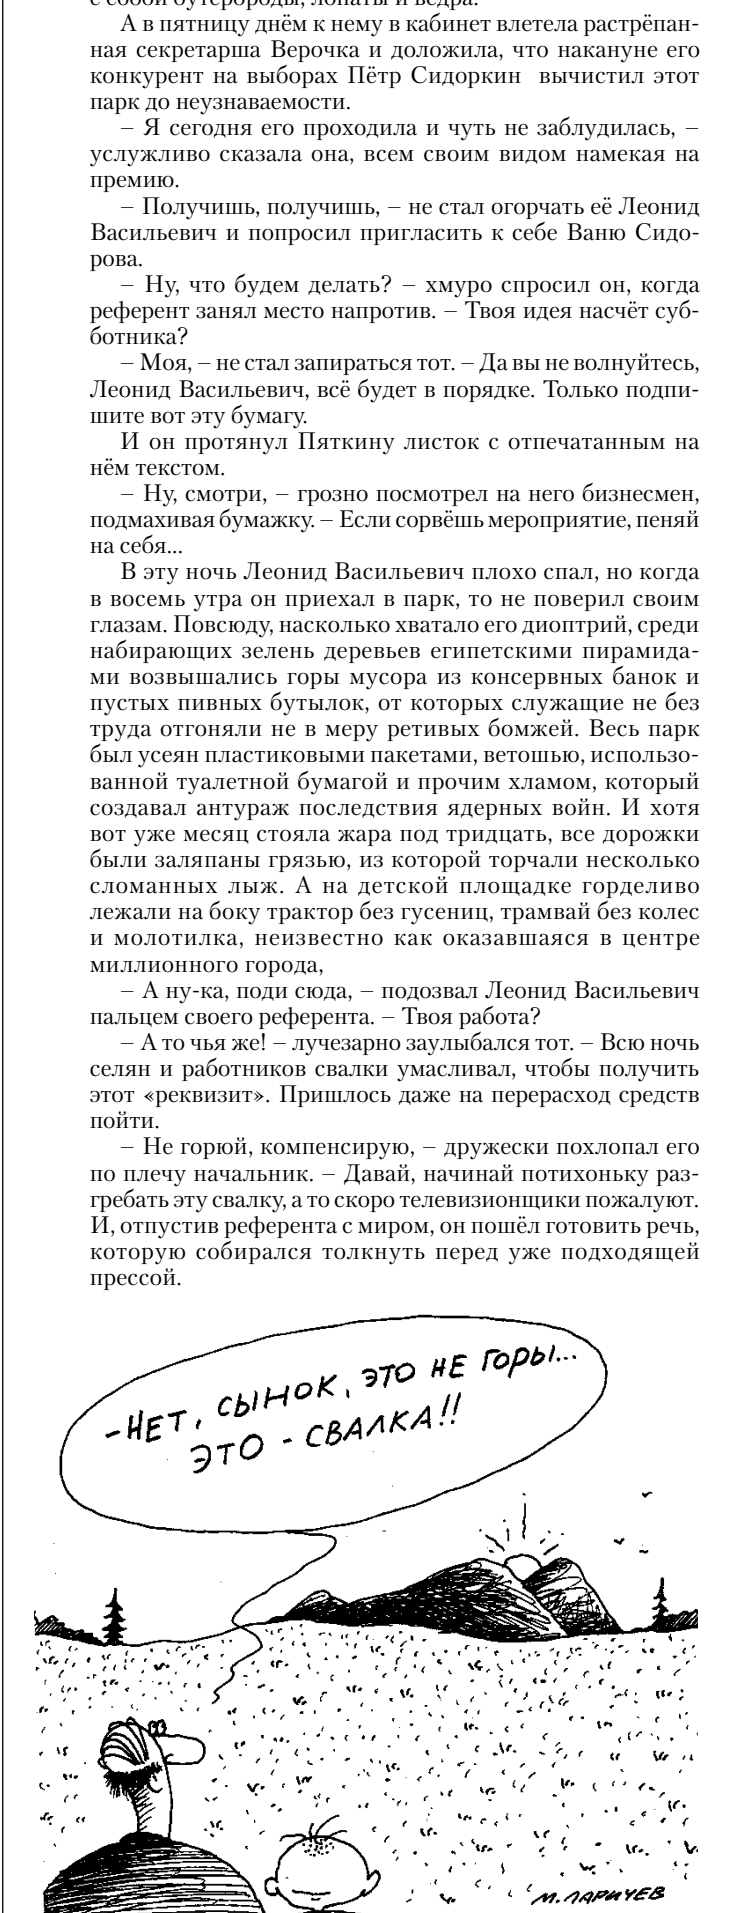 с собой бутерброды, лопаты и ведра.
А в пятницу днём к нему в кабинет влетела растрёпан-
ная секретарша Верочка и доложила, что накануне его
конкурент на выборах Пётр Сидоркин вычистил этот
парк до неузнаваемости.
– Я сегодня его проходила и чуть не заблудилась, –
услужливо сказала она, всем своим видом намекая на
премию.
– Получишь, получишь, – не стал огорчать её Леонид
Васильевич и попросил пригласить к себе Ваню Сидо-
рова.
– Ну, что будем делать? – хмуро спросил он, когда
референт занял место напротив. – Твоя идея насчёт суб-
ботника?
– Моя, – не стал запираться тот. – Да вы не волнуйтесь,
Леонид Васильевич, всё будет в порядке. Только подпи-
шите вот эту бумагу.
И он протянул Пяткину листок с отпечатанным на
нём текстом.
– Ну, смотри, – грозно посмотрел на него бизнесмен,
подмахивая бумажку. – Если сорвёшь мероприятие, пеняй
на себя...
В эту ночь Леонид Васильевич плохо спал, но когда
в восемь утра он приехал в парк, то не поверил своим
глазам. Повсюду, насколько хватало его диоптрий, среди
набирающих зелень деревьев египетскими пирамида-
ми возвышались горы мусора из консервных банок и
пустых пивных бутылок, от которых служащие не без
труда отгоняли не в меру ретивых бомжей. Весь парк
был усеян пластиковыми пакетами, ветошью, использо-
ванной туалетной бумагой и прочим хламом, который
создавал антураж последствия ядерных войн. И хотя
вот уже месяц стояла жара под тридцать, все дорожки
были заляпаны грязью, из которой торчали несколько
сломанных лыж. А на детской площадке горделиво
лежали на боку трактор без гусениц, трамвай без колес
и молотилка, неизвестно как оказавшаяся в центре
миллионного города,
– А ну-ка, поди сюда, – подозвал Леонид Васильевич
пальцем своего референта. – Твоя работа?
– А то чья же! – лучезарно заулыбался тот. – Всю ночь
селян и работников свалки умасливал, чтобы получить
этот «реквизит». Пришлось даже на перерасход средств
пойти.
– Не горюй, компенсирую, – дружески похлопал его
по плечу начальник. – Давай, начинай потихоньку раз-
гребать эту свалку, а то скоро телевизионщики пожалуют.
И, отпустив референта с миром, он пошёл готовить речь,
которую собирался толкнуть перед уже подходящей
прессой.
- НЕТ, СЫНОК, ЭТО НЕ ГОРЫ...
ЭТО - СВАЛКА!!
М. ЛАРИЧЕВ